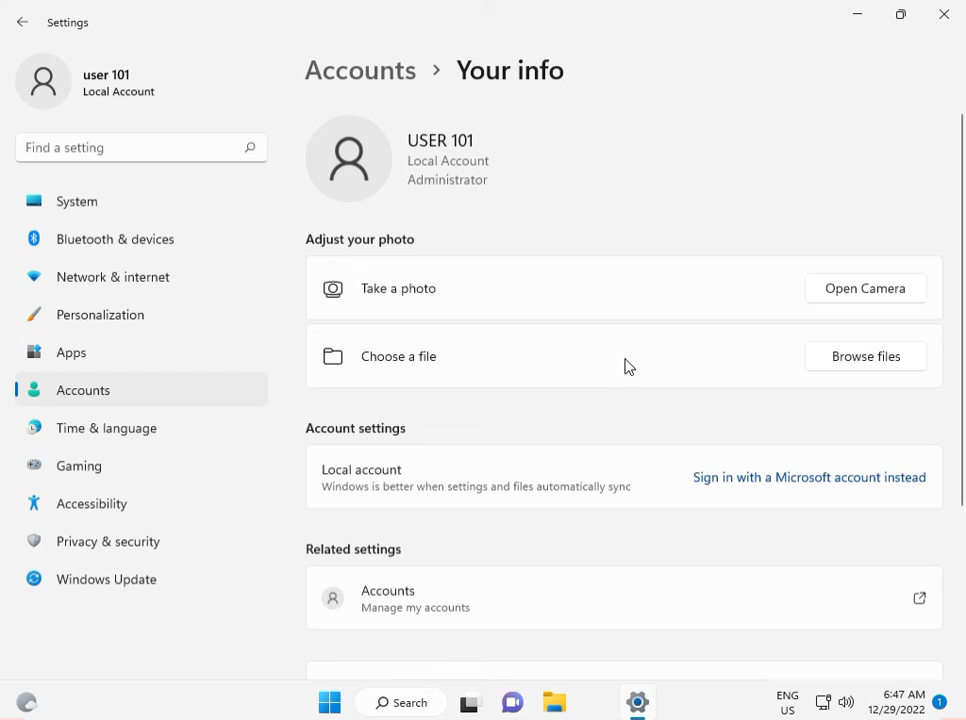 Settings
user 101
Local Account
Find a setting
System
Bluetooth & devices
Network & internet
Personalization
Apps
Accounts
Time & language
Gaming
Accessibility
Privacy & security
Windows Update
Accounts > Your info
USER 101
Local Account
Administrator
Adjust your photo
Take a photo
Open Camera
Choose a file
Browse files
Account settings
Local account
Windows is better when settings and files automatically sync
Sign in with a Microsoft account instead
Related settings
Accounts
Manage my accounts
Search
ENG
US
6:47 AM
12/29/2022
1